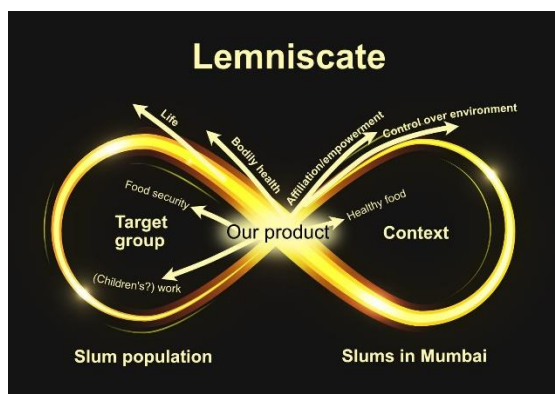 Lemniscate
Life
Bodily health
Affiliation/empowerment
Control over environment
Food security
Healthy food
Target
group
Our product
Context
(Children's?) work
Slum population
Slums in Mumbai